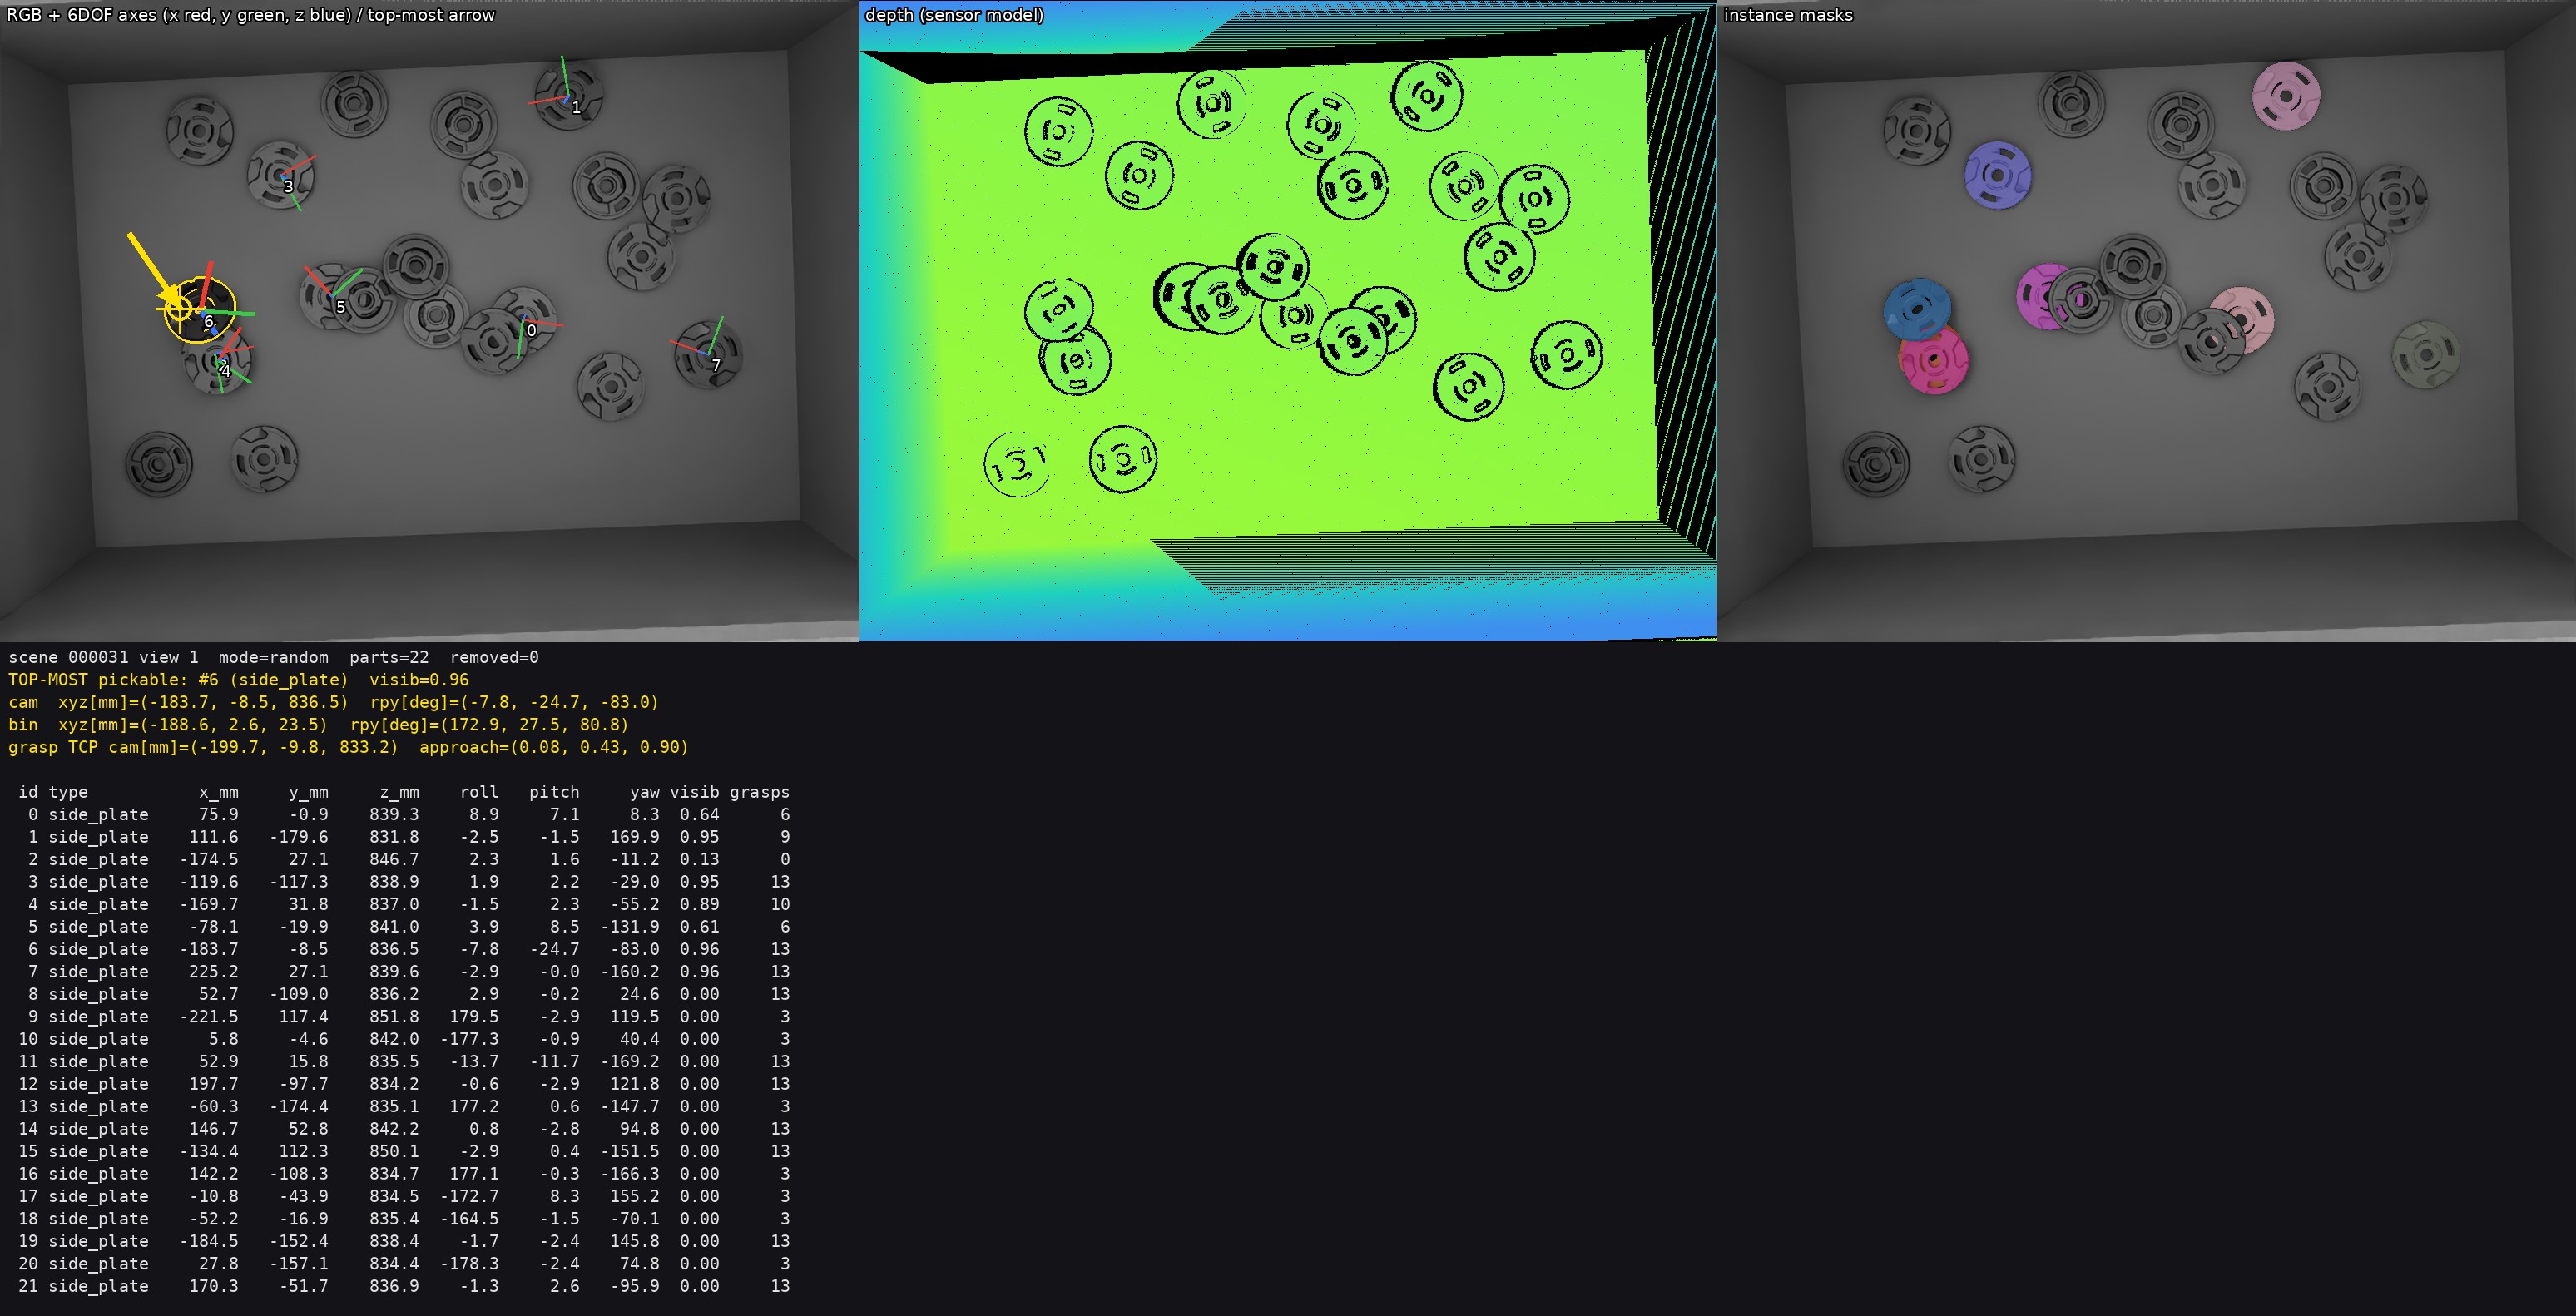 RGB + 6DOF axes (x red, y green, z blue) / top-most arrow
depth (sensor model)
instance masks
1
3
6
5
0
4
7
scene 000031 view 1  mode=random  parts=22  removed=0
TOP-MOST pickable: #6 (side_plate)  visib=0.96
cam  xyz[mm]=(-183.7, -8.5, 836.5)  rpy[deg]=(-7.8, -24.7, -83.0)
bin  xyz[mm]=(-188.6, 2.6, 23.5)  rpy[deg]=(172.9, 27.5, 80.8)
grasp TCP cam[mm]=(-199.7, -9.8, 833.2)  approach=(0.08, 0.43, 0.90)
id type x_mm y_mm z_mm roll pitch yaw visib grasps
0 side_plate 75.9 -0.9 839.3 8.9 7.1 8.3 0.64 6
1 side_plate 111.6 -179.6 831.8 -2.5 -1.5 169.9 0.95 9
2 side_plate -174.5 27.1 846.7 2.3 1.6 -11.2 0.13 0
3 side_plate -119.6 -117.3 838.9 1.9 2.2 -29.0 0.95 13
4 side_plate -169.7 31.8 837.0 -1.5 2.3 -55.2 0.89 10
5 side_plate -78.1 -19.9 841.0 3.9 8.5 -131.9 0.61 6
6 side_plate -183.7 -8.5 836.5 -7.8 -24.7 -83.0 0.96 13
7 side_plate 225.2 27.1 839.6 -2.9 -0.0 -160.2 0.96 13
8 side_plate 52.7 -109.0 836.2 2.9 -0.2 24.6 0.00 13
9 side_plate -221.5 117.4 851.8 179.5 -2.9 119.5 0.00 3
10 side_plate 5.8 -4.6 842.0 -177.3 -0.9 40.4 0.00 3
11 side_plate 52.9 15.8 835.5 -13.7 -11.7 -169.2 0.00 13
12 side_plate 197.7 -97.7 834.2 -0.6 -2.9 121.8 0.00 13
13 side_plate -60.3 -174.4 835.1 177.2 0.6 -147.7 0.00 3
14 side_plate 146.7 52.8 842.2 0.8 -2.8 94.8 0.00 13
15 side_plate -134.4 112.3 850.1 -2.9 0.4 -151.5 0.00 13
16 side_plate 142.2 -108.3 834.7 177.1 -0.3 -166.3 0.00 3
17 side_plate -10.8 -43.9 834.5 -172.7 8.3 155.2 0.00 3
18 side_plate -52.2 -16.9 835.4 -164.5 -1.5 -70.1 0.00 3
19 side_plate -184.5 -152.4 838.4 -1.7 -2.4 145.8 0.00 13
20 side_plate 27.8 -157.1 834.4 -178.3 -2.4 74.8 0.00 3
21 side_plate 170.3 -51.7 836.9 -1.3 2.6 -95.9 0.00 13